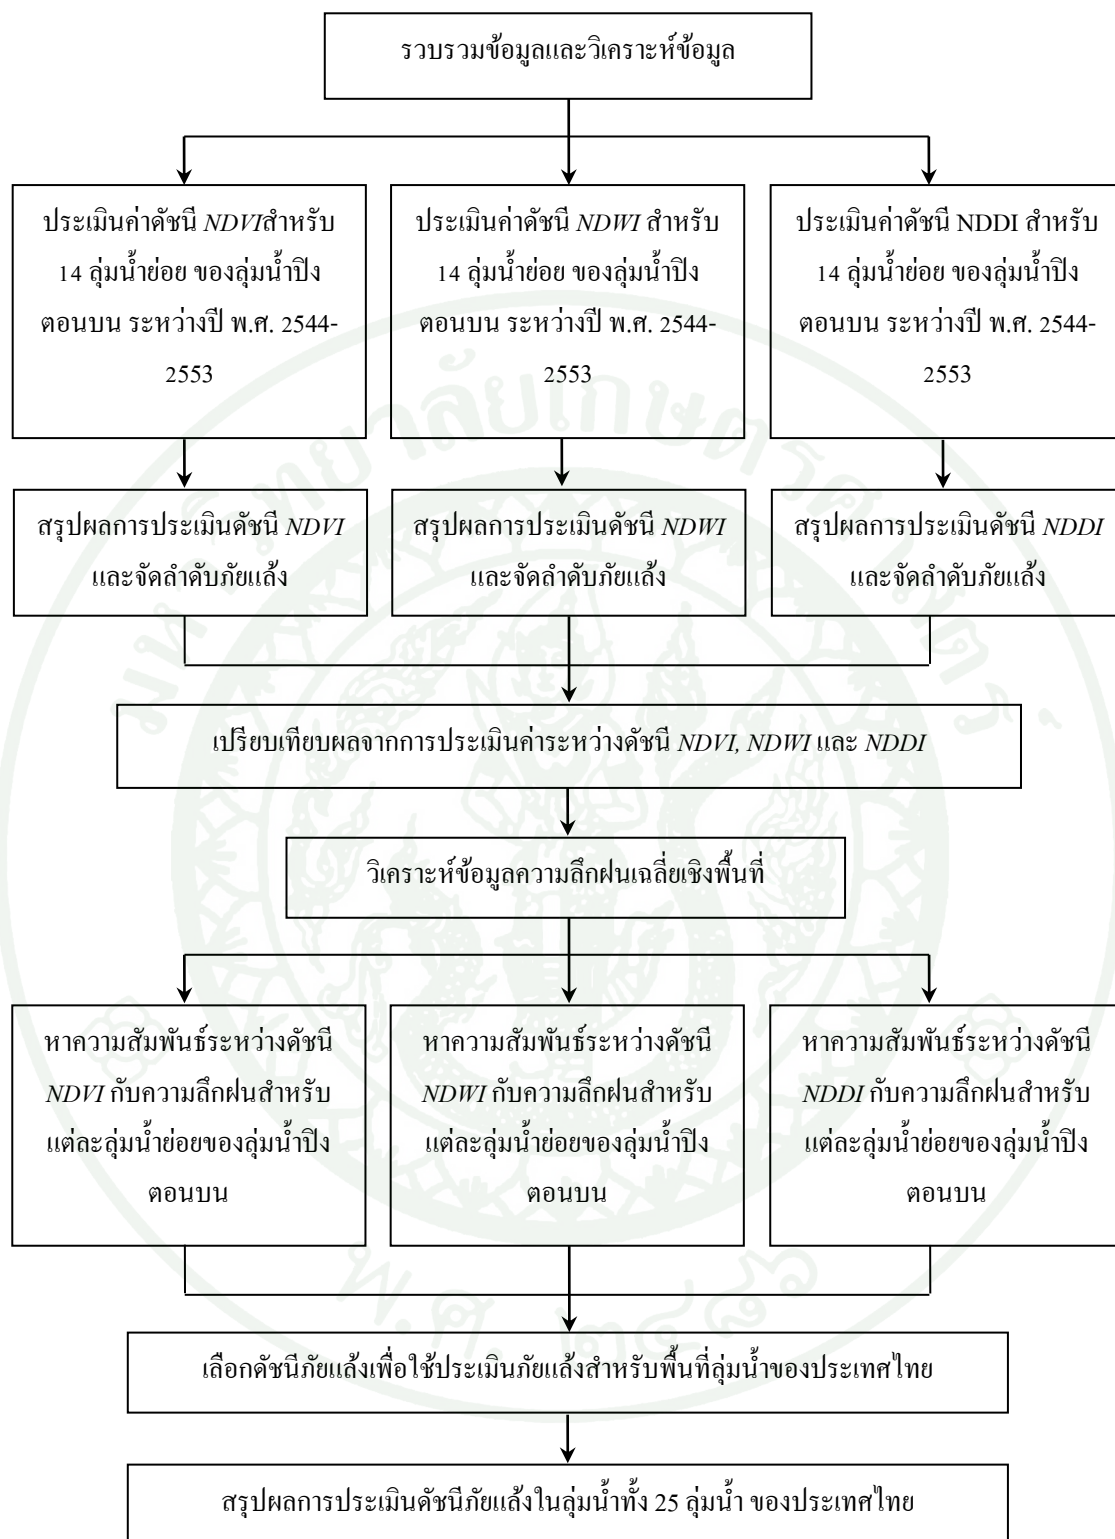 รวบรวมข้อมูลและวิเคราะห์ข้อมูล
ประเมินค่าดัชนี NDVIสำหรับ
14 ลุ่มน้ำย่อย ของลุ่มน้ำปิง
ตอนบน ระหว่างปี พ.ศ. 2544-
2553
ประเมินค่าดัชนี NDWI สำหรับ
14 ลุ่มน้ำย่อย ของลุ่มน้ำปิง
ตอนบน ระหว่างปี พ.ศ. 2544-
2553
ประเมินค่าดัชนี NDDI สำหรับ
14 ลุ่มน้ำย่อย ของลุ่มน้ำปิง
ตอนบน ระหว่างปี พ.ศ. 2544-
2553
สรุปผลการประเมินดัชนี NDVI
และจัดลำดับภัยแล้ง
สรุปผลการประเมินดัชนี NDWI
และจัดลำดับภัยแล้ง
สรุปผลการประเมินดัชนี NDDI
และจัดลำดับภัยแล้ง
เปรียบเทียบผลจากการประเมินค่าระหว่างดัชนี NDVI, NDWI และ NDDI
วิเคราะห์ข้อมูลความลึกฝนเฉลี่ยเชิงพื้นที่
หาความสัมพันธ์ระหว่างดัชนี
NDVI กับความลึกฝนสำหรับ
แต่ละลุ่มน้ำย่อยของลุ่มน้ำปิง
ตอนบน
หาความสัมพันธ์ระหว่างดัชนี
NDWI กับความลึกฝนสำหรับ
แต่ละลุ่มน้ำย่อยของลุ่มน้ำปิง
ตอนบน
หาความสัมพันธ์ระหว่างดัชนี
NDDI กับความลึกฝนสำหรับ
แต่ละลุ่มน้ำย่อยของลุ่มน้ำปิง
ตอนบน
เลือกดัชนีภัยแล้งเพื่อใช้ประเมินภัยแล้งสำหรับพื้นที่ลุ่มน้ำของประเทศไทย
สรุปผลการประเมินดัชนีภัยแล้งในลุ่มน้ำทั้ง 25 ลุ่มน้ำ ของประเทศไทย
มหาวิทยาลัยเกษตรศาสตร์
พ.ศ. ๒๔๘๖